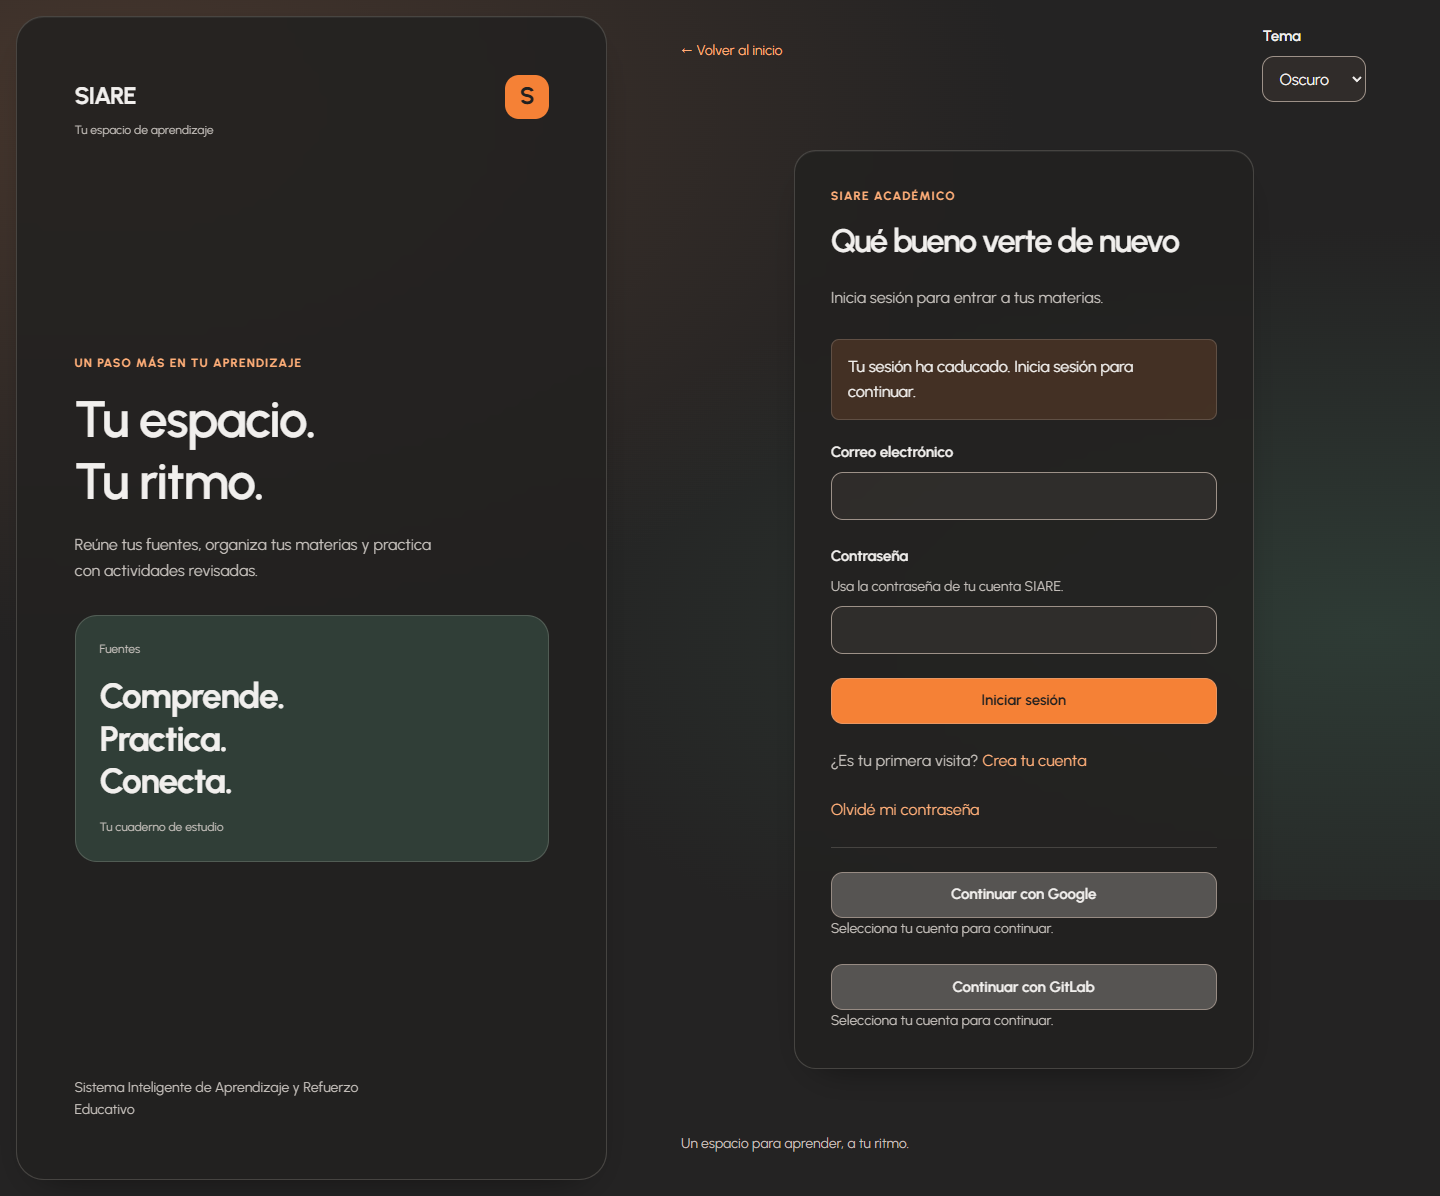 SIARE
S
Tu espacio de aprendizaje
UN PASO MÁS EN TU APRENDIZAJE
Tu espacio.
Tu ritmo.
Reúne tus fuentes, organiza tus materias y practica
con actividades revisadas.
Fuentes
Comprende.
Practica.
Conecta.
Tu cuaderno de estudio
Sistema Inteligente de Aprendizaje y Refuerzo
Educativo
← Volver al inicio
Tema
Oscuro
SIARE ACADÉMICO
Qué bueno verte de nuevo
Inicia sesión para entrar a tus materias.
Tu sesión ha caducado. Inicia sesión para
continuar.
Correo electrónico
Contraseña
Usa la contraseña de tu cuenta SIARE.
Iniciar sesión
¿Es tu primera visita? Crea tu cuenta
Olvidé mi contraseña
Continuar con Google
Selecciona tu cuenta para continuar.
Continuar con GitLab
Selecciona tu cuenta para continuar.
Un espacio para aprender, a tu ritmo.